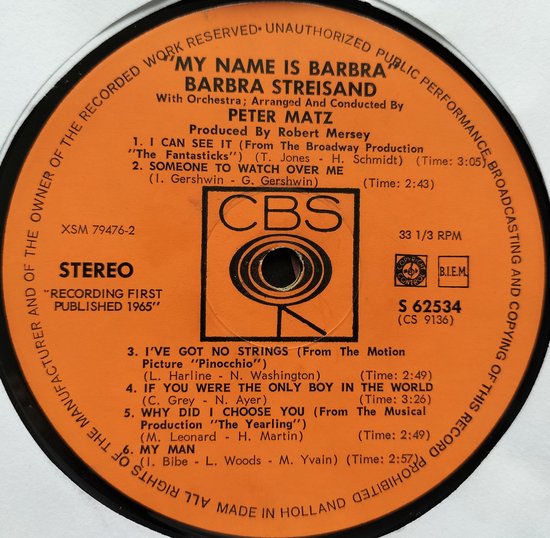 ALL RIGHTS OF THE MANUFACTURER AND OF THE OWNER OF THE RECORDED WORK RESERVED · UNAUTHORIZED PUBLIC PERFORMANCE, BROADCASTING AND COPYING OF THIS RECORD PROHIBITED
"MY NAME IS BARBRA"
BARBRA STREISAND
With Orchestra; Arranged And Conducted By
PETER MATZ
Produced By Robert Mersey
1. I CAN SEE IT (From The Broadway Production
"The Fantasticks") (T. Jones - H. Schmidt) (Time: 3:05)
2. SOMEONE TO WATCH OVER ME
(I. Gershwin - G. Gershwin) (Time: 2:43)
CBS
XSM 79476-2
33 1/3 RPM
STEREO
B.I.E.M.
"RECORDING FIRST
PUBLISHED 1965"
S 62534
(CS 9136)
3. I'VE GOT NO STRINGS (From The Motion
Picture "Pinocchio")
(L. Harline - N. Washington) (Time: 2:49)
4. IF YOU WERE THE ONLY BOY IN THE WORLD
(C. Grey - N. Ayer) (Time: 3:26)
5. WHY DID I CHOOSE YOU (From The Musical
Production "The Yearling")
(M. Leonard - H. Martin) (Time: 2:49)
6. MY MAN
(I. Bibe - L. Woods - M. Yvain) (Time: 2:57)
MADE IN HOLLAND